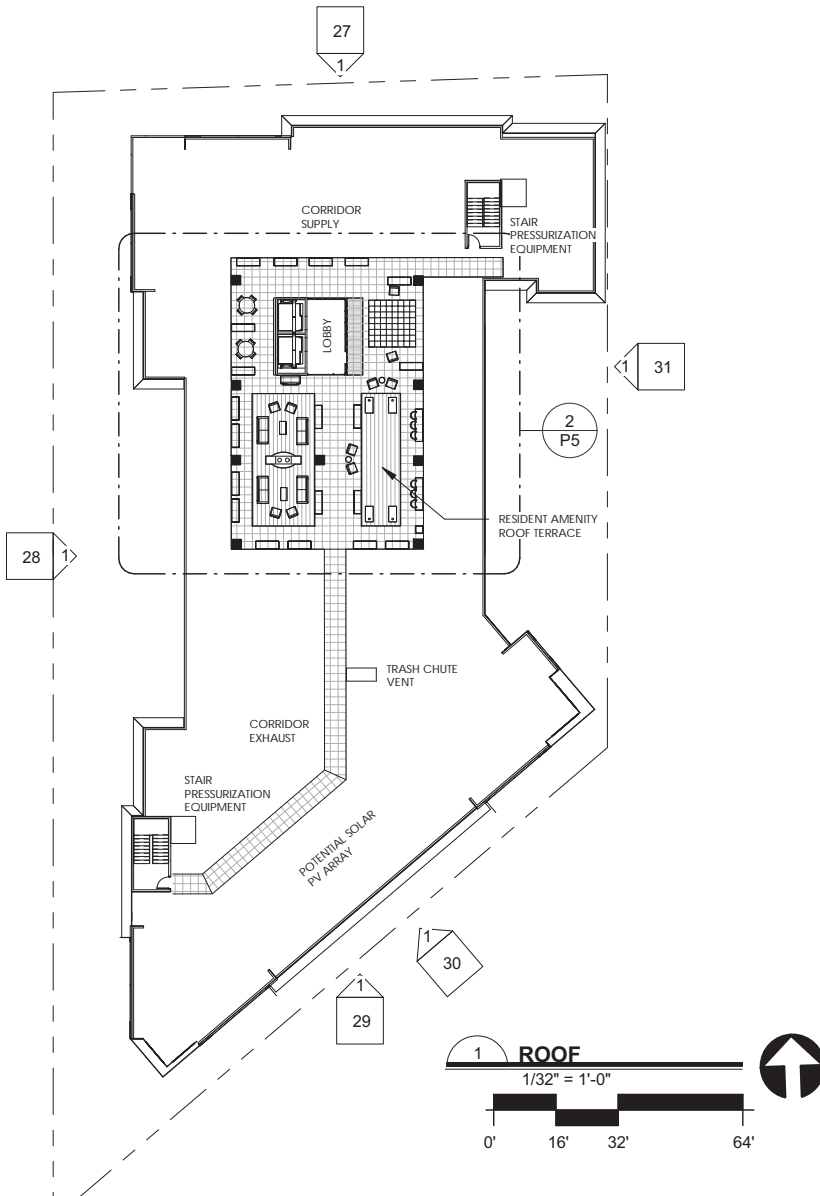 27
1
CORRIDOR
SUPPLY
STAIR
PRESSURIZATION
EQUIPMENT
LOBBY
1
31
2
P5
RESIDENT AMENITY
ROOF TERRACE
28
1
TRASH CHUTE
VENT
CORRIDOR
EXHAUST
STAIR
PRESSURIZATION
EQUIPMENT
POTENTIAL SOLAR
PV ARRAY
1
30
1
29
1
ROOF
1/32" = 1'-0"
0'
16'
32'
64'